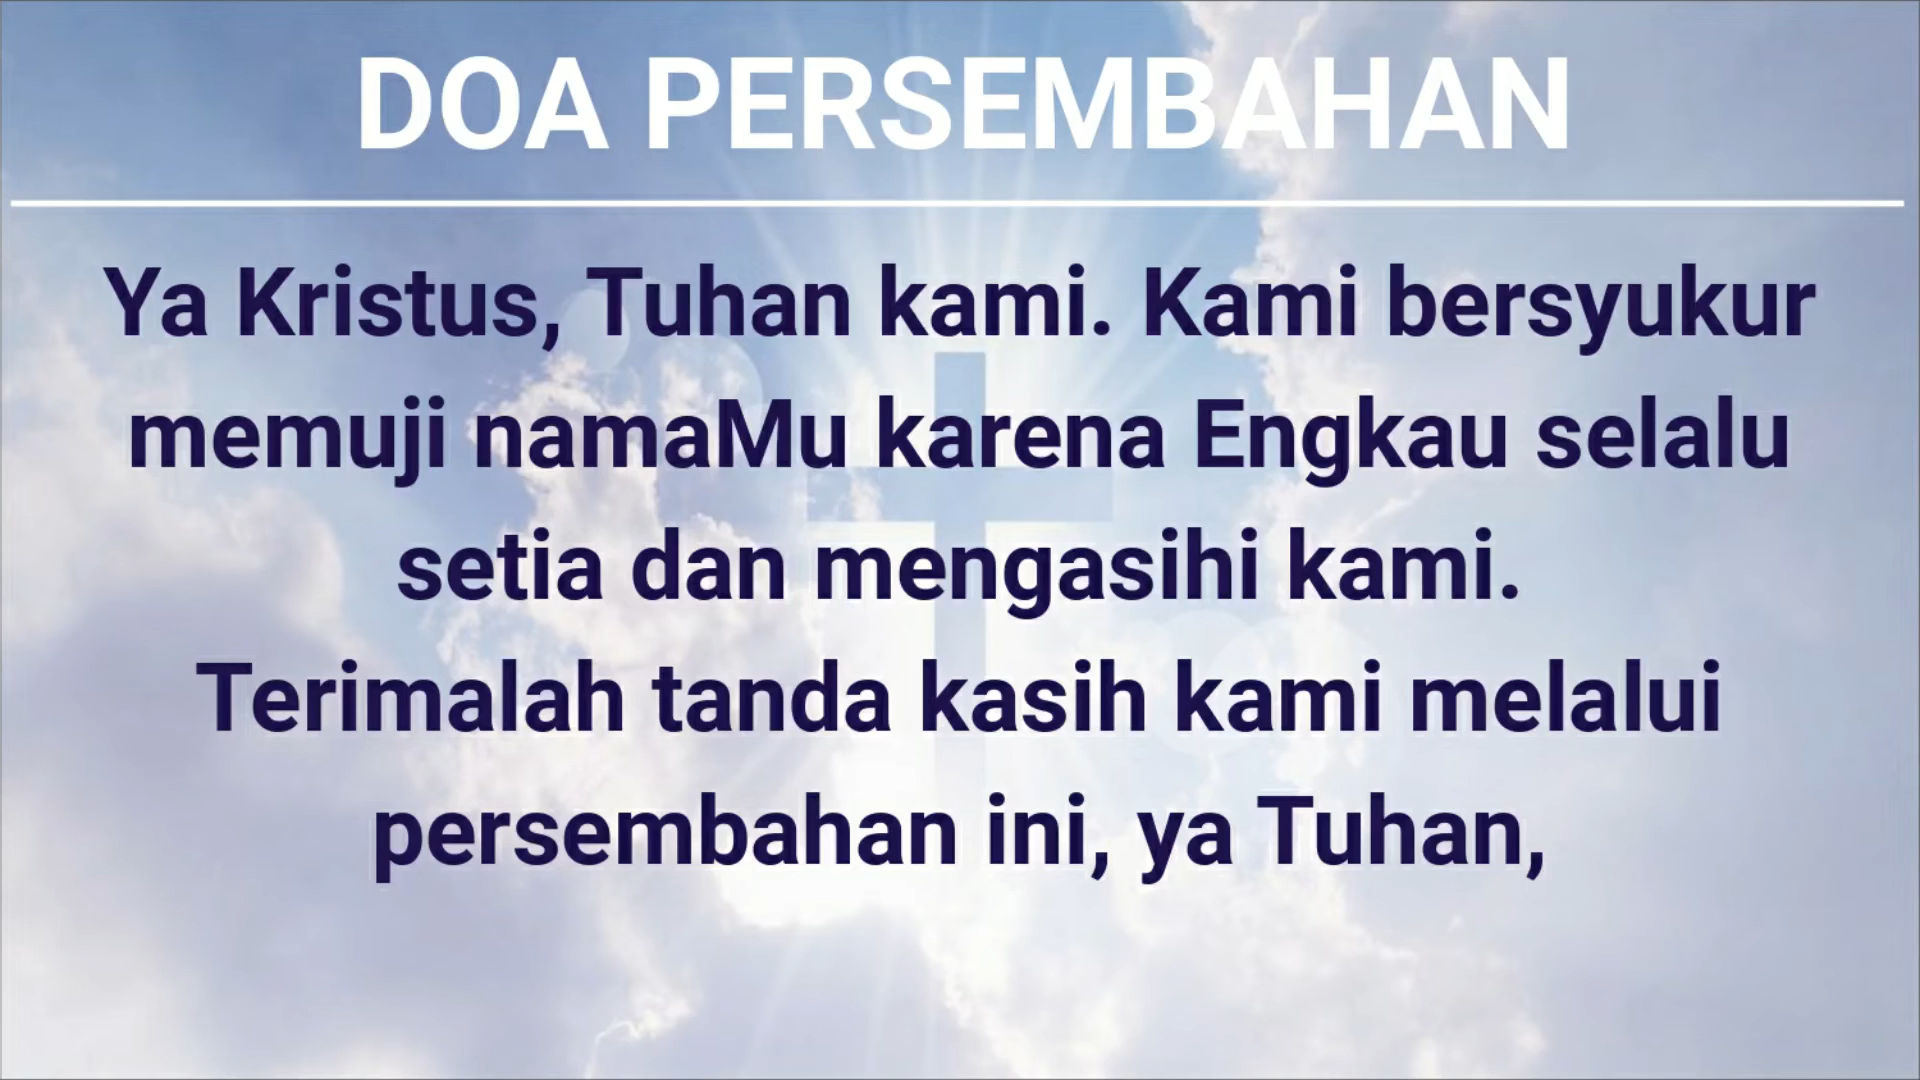 DOA PERSEMBAHAN
Ya Kristus, Tuhan kami. Kami bersyukur
memuji namaMu karena Engkau selalu
setia dan mengasihi kami.
Terimalah tanda kasih kami melalui
persembahan ini, ya Tuhan,